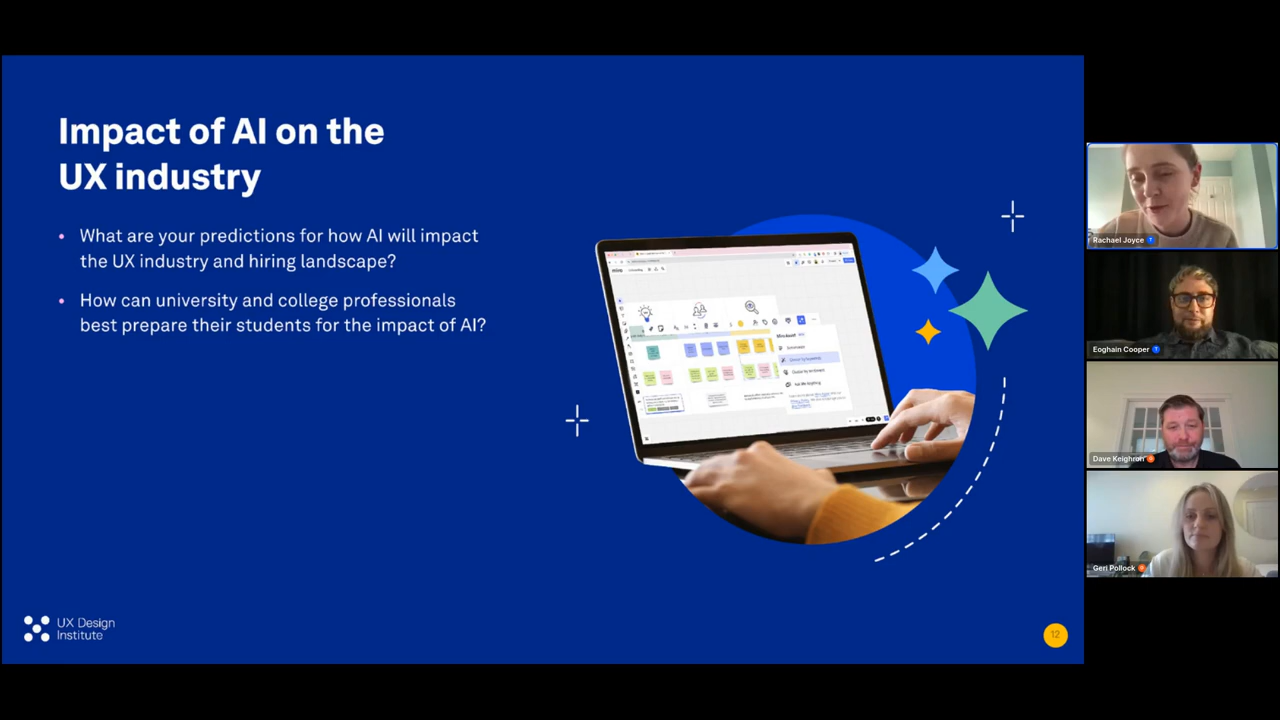 Impact of AI on the
UX industry
• What are your predictions for how AI will impact
the UX industry and hiring landscape?
• How can university and college professionals
best prepare their students for the impact of AI?
miro
UX Design
Institute
12
Rachael Joyce
Eoghain Cooper
Dave Keighron
Geri Pollock